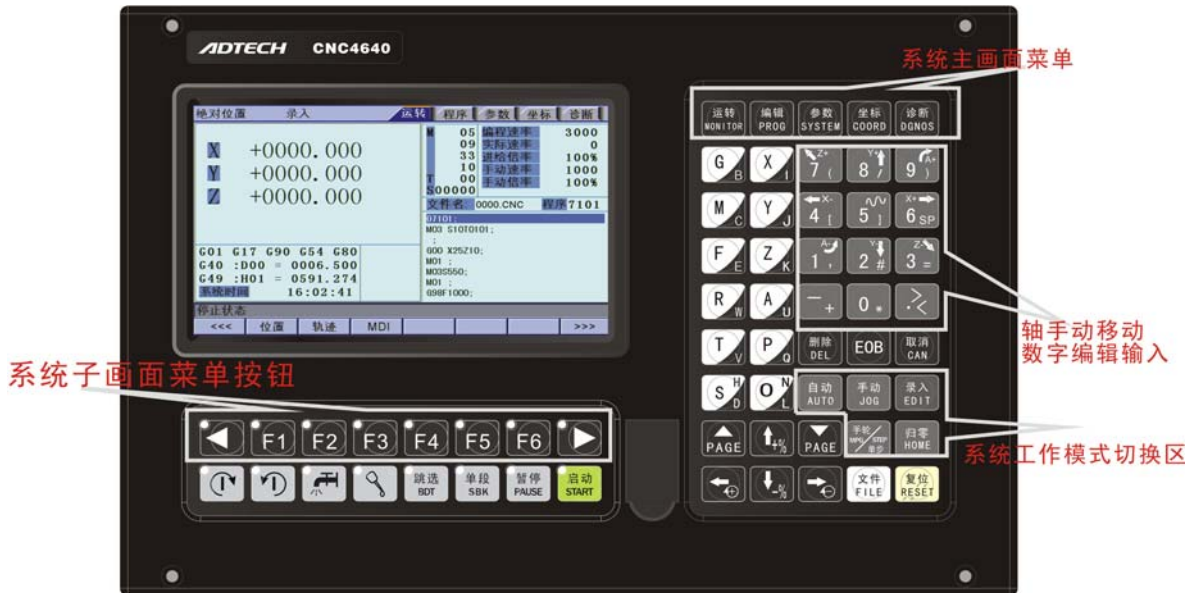 ADTECH CNC4640
系统主画面菜单
绝对位置 录入 运转 程序 参数 坐标 诊断
X +0000.000
Y +0000.000
Z +0000.000
M 05 编程速率 3000
09 实际速率 0
33 进给倍率 100%
10 手动速率 1000
T 00 手动倍率 100%
S00000
文件名: 0000.CNC 程序 7101
O7101;
M03 S10T0101;
;
G00 X25Z10;
M01 ;
M03S550;
M01 ;
G98F1000;
G01 G17 G90 G54 G80
G40 :D00 = 0006.500
G49 :H01 = 0591.274
系统时间 16:02:41
停止状态
<<< 位置 轨迹 MDI >>>
系统子画面菜单按钮
F1 F2 F3 F4 F5 F6
跳选 单段 暂停 启动
BDT SBK PAUSE START
运转 编辑 参数 坐标 诊断
MONITOR PROG SYSTEM COORD DGNOS
G B X I Z+ 7 ( Y+ 8 / A+ 9 )
M C Y J X- 4 [ 5 ] X+ 6 SP
F E Z K A- 1 , Y- 2 # Z- 3 =
R W A U - + 0 * . > <
T V P Q 删除 DEL EOB 取消 CAN
S H D O N L 自动 AUTO 手动 JOG 录入 EDIT
PAGE +% PAGE 手轮 MPG STEP 单步 归零 HOME
-% 文件 FILE 复位 RESET
轴手动移动
数字编辑输入
系统工作模式切换区